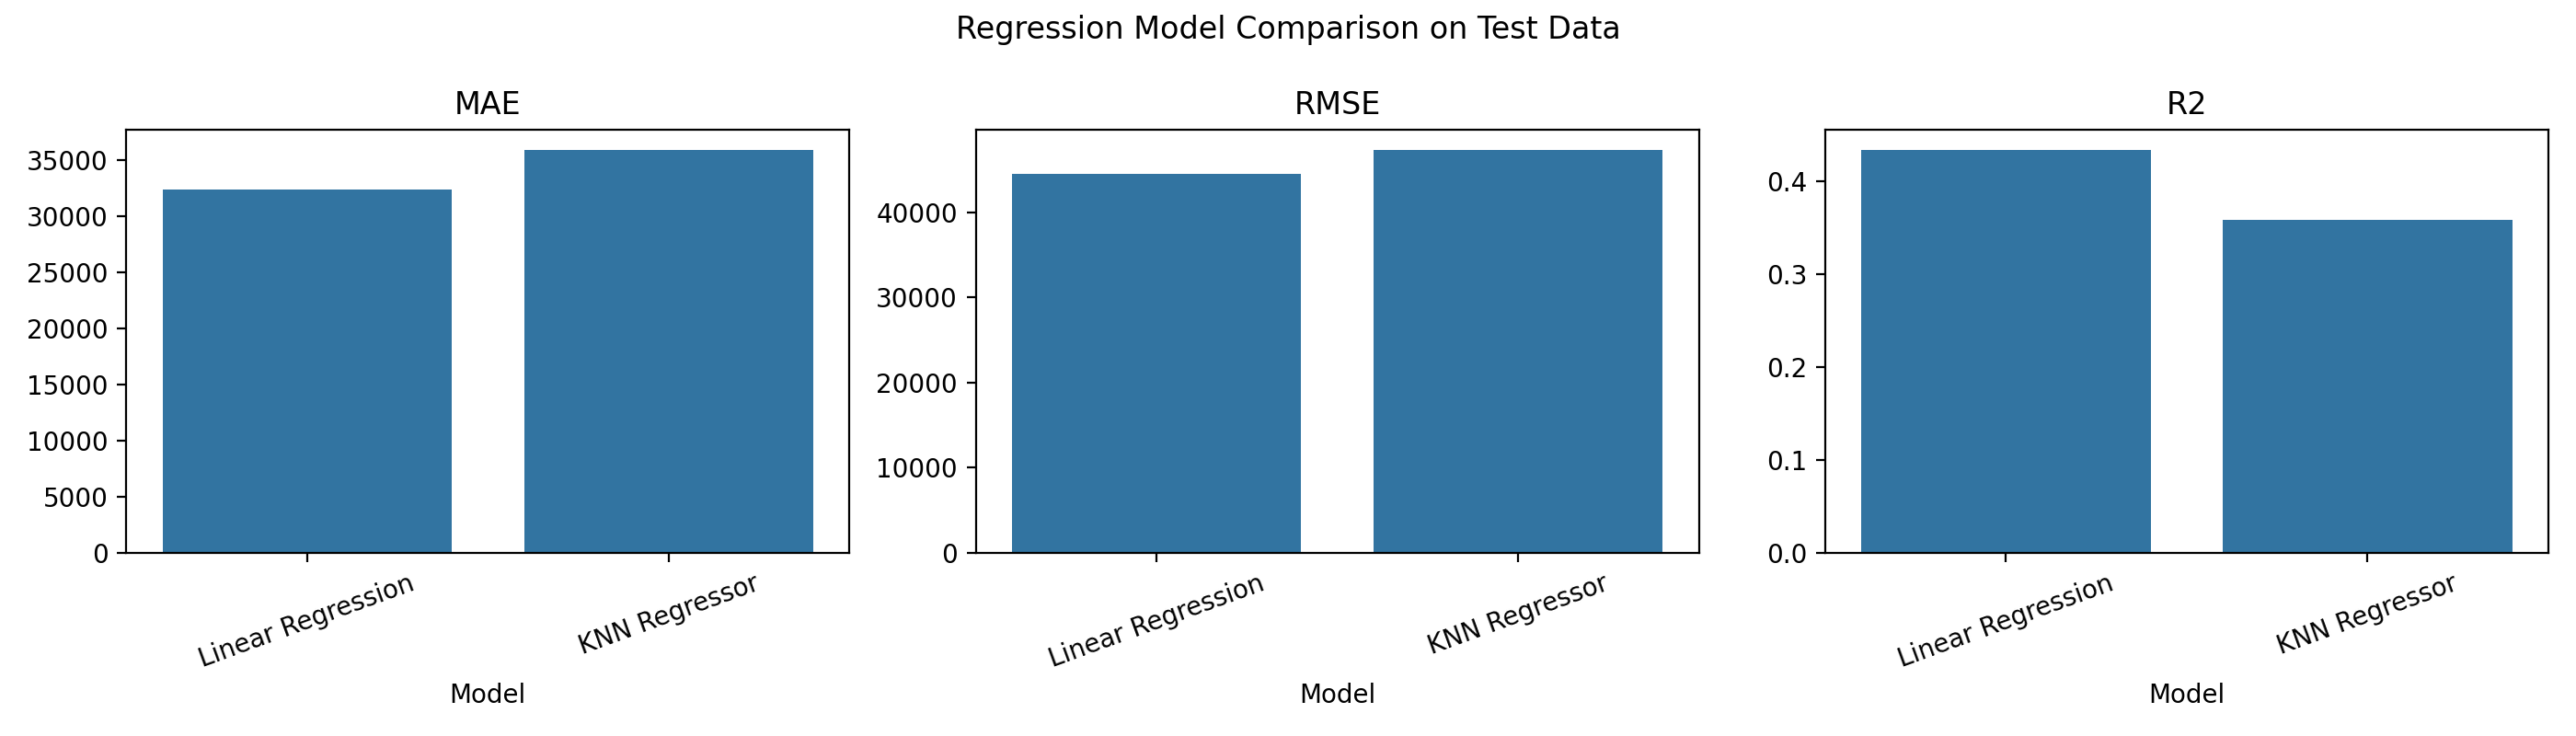 Regression Model Comparison on Test Data
MAE
35000
30000
25000
20000
15000
10000
5000
0
Linear Regression
KNN Regressor
Model
RMSE
40000
30000
20000
10000
0
Linear Regression
KNN Regressor
Model
R2
0.4
0.3
0.2
0.1
0.0
Linear Regression
KNN Regressor
Model